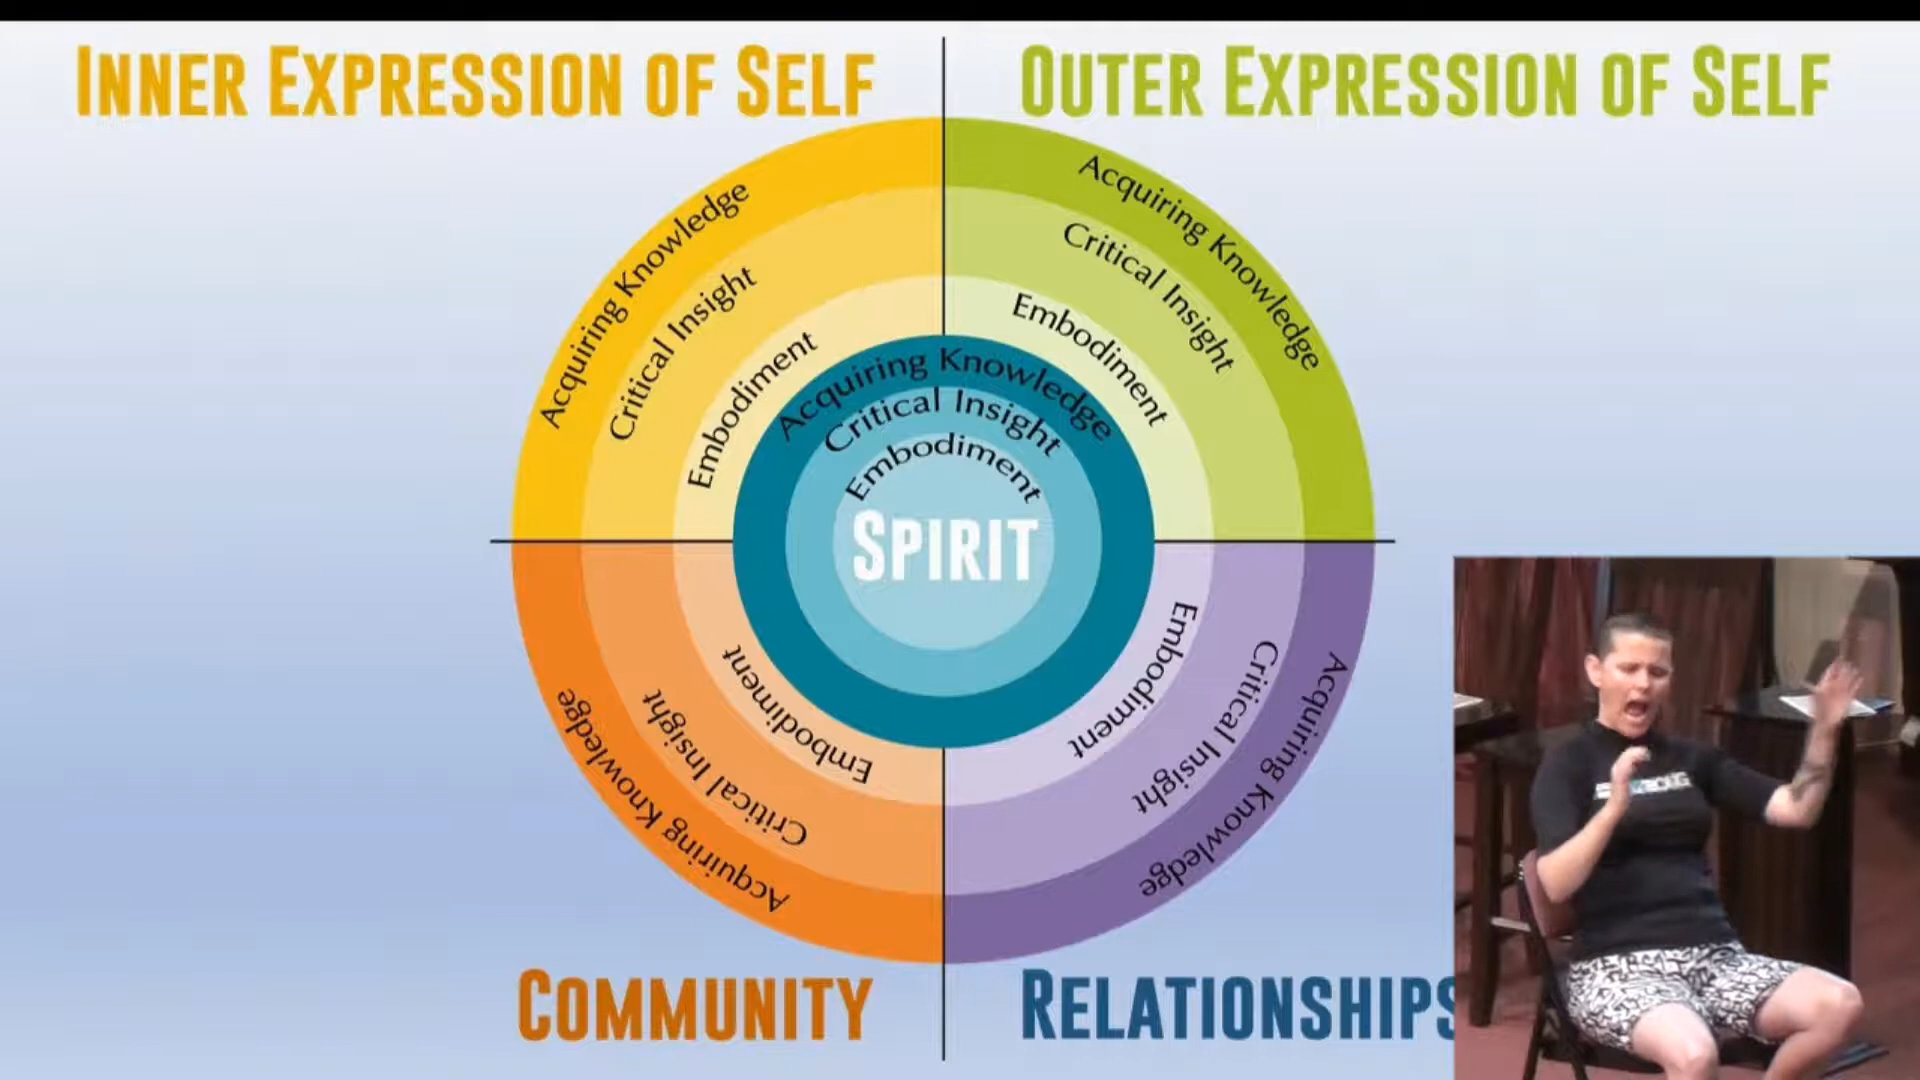 INNER EXPRESSION OF SELF
OUTER EXPRESSION OF SELF
Acquiring Knowledge
Critical Insight
Embodiment
Acquiring Knowledge
Critical Insight
Embodiment
Acquiring Knowledge
Critical Insight
Embodiment
SPIRIT
Embodiment
Critical Insight
Acquiring Knowledge
Embodiment
Critical Insight
Acquiring Knowledge
COMMUNITY
RELATIONSHIPS